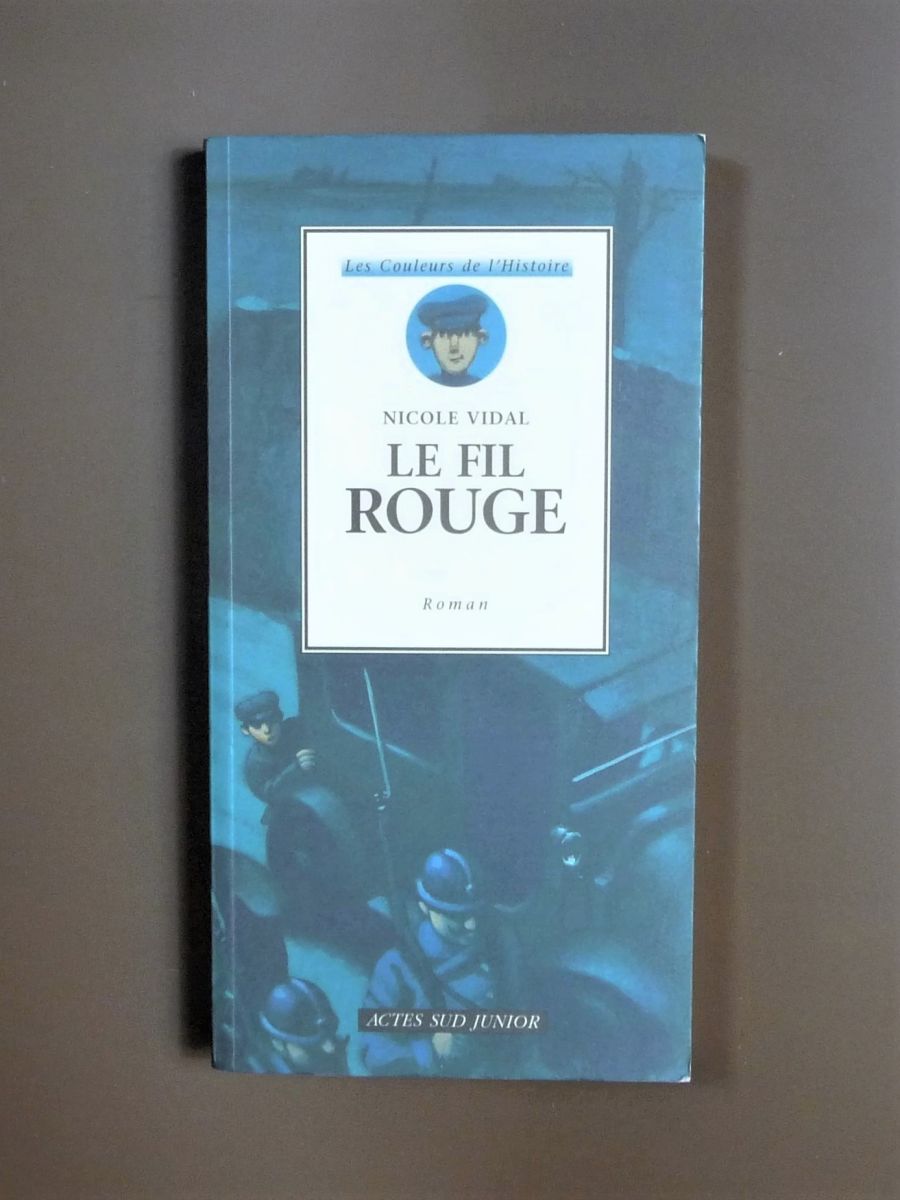 Les Couleurs de l'Histoire
NICOLE VIDAL
LE FIL
ROUGE
Roman
ACTES SUD JUNIOR